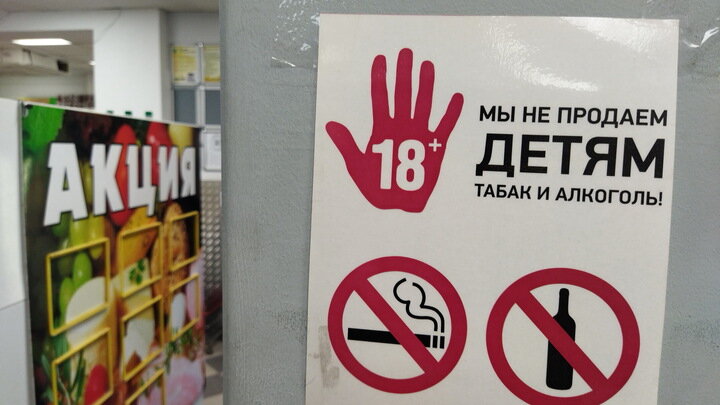 АКЦИЯ
18+
МЫ НЕ ПРОДАЕМ
ДЕТЯМ
ТАБАК И АЛКОГОЛЬ!